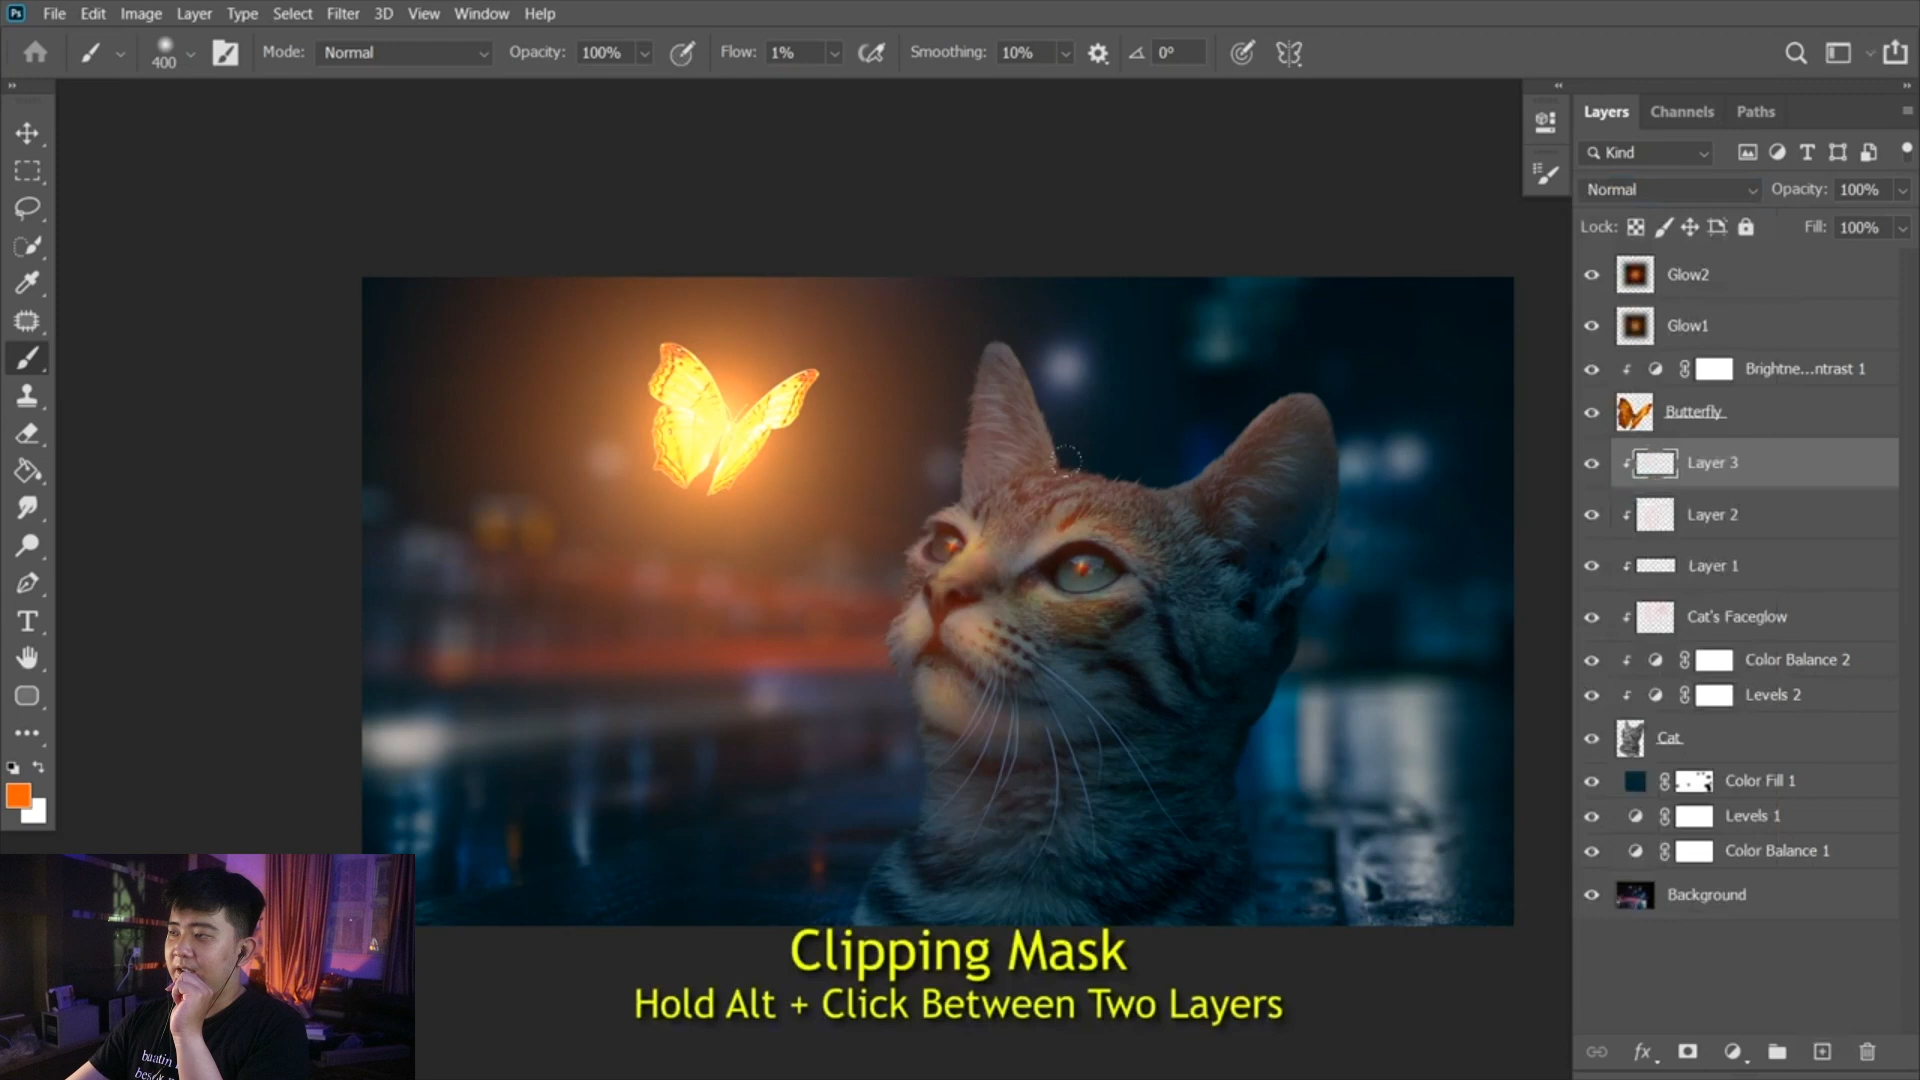 Ps File Edit Image Layer Type Select Filter 3D View Window Help
400 Mode: Normal Opacity: 100% Flow: 1% Smoothing: 10% 0°
Layers Channels Paths
Kind
Normal Opacity: 100%
Lock: Fill: 100%
Glow2
Glow1
Brightne...ntrast 1
Butterfly
Layer 3
Layer 2
Layer 1
Cat's Faceglow
Color Balance 2
Levels 2
Cat
Color Fill 1
Levels 1
Color Balance 1
Background
fx
Clipping Mask
Hold Alt + Click Between Two Layers